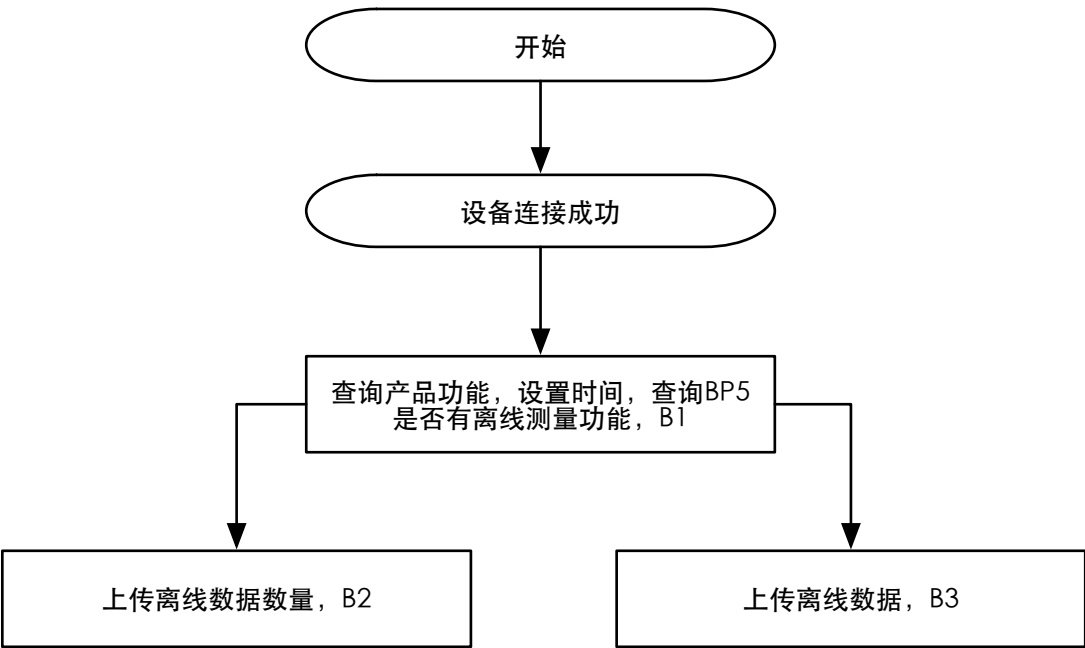 开始
设备连接成功
查询产品功能，设置时间，查询BP5
是否有离线测量功能，B1
上传离线数据数量，B2
上传离线数据，B3